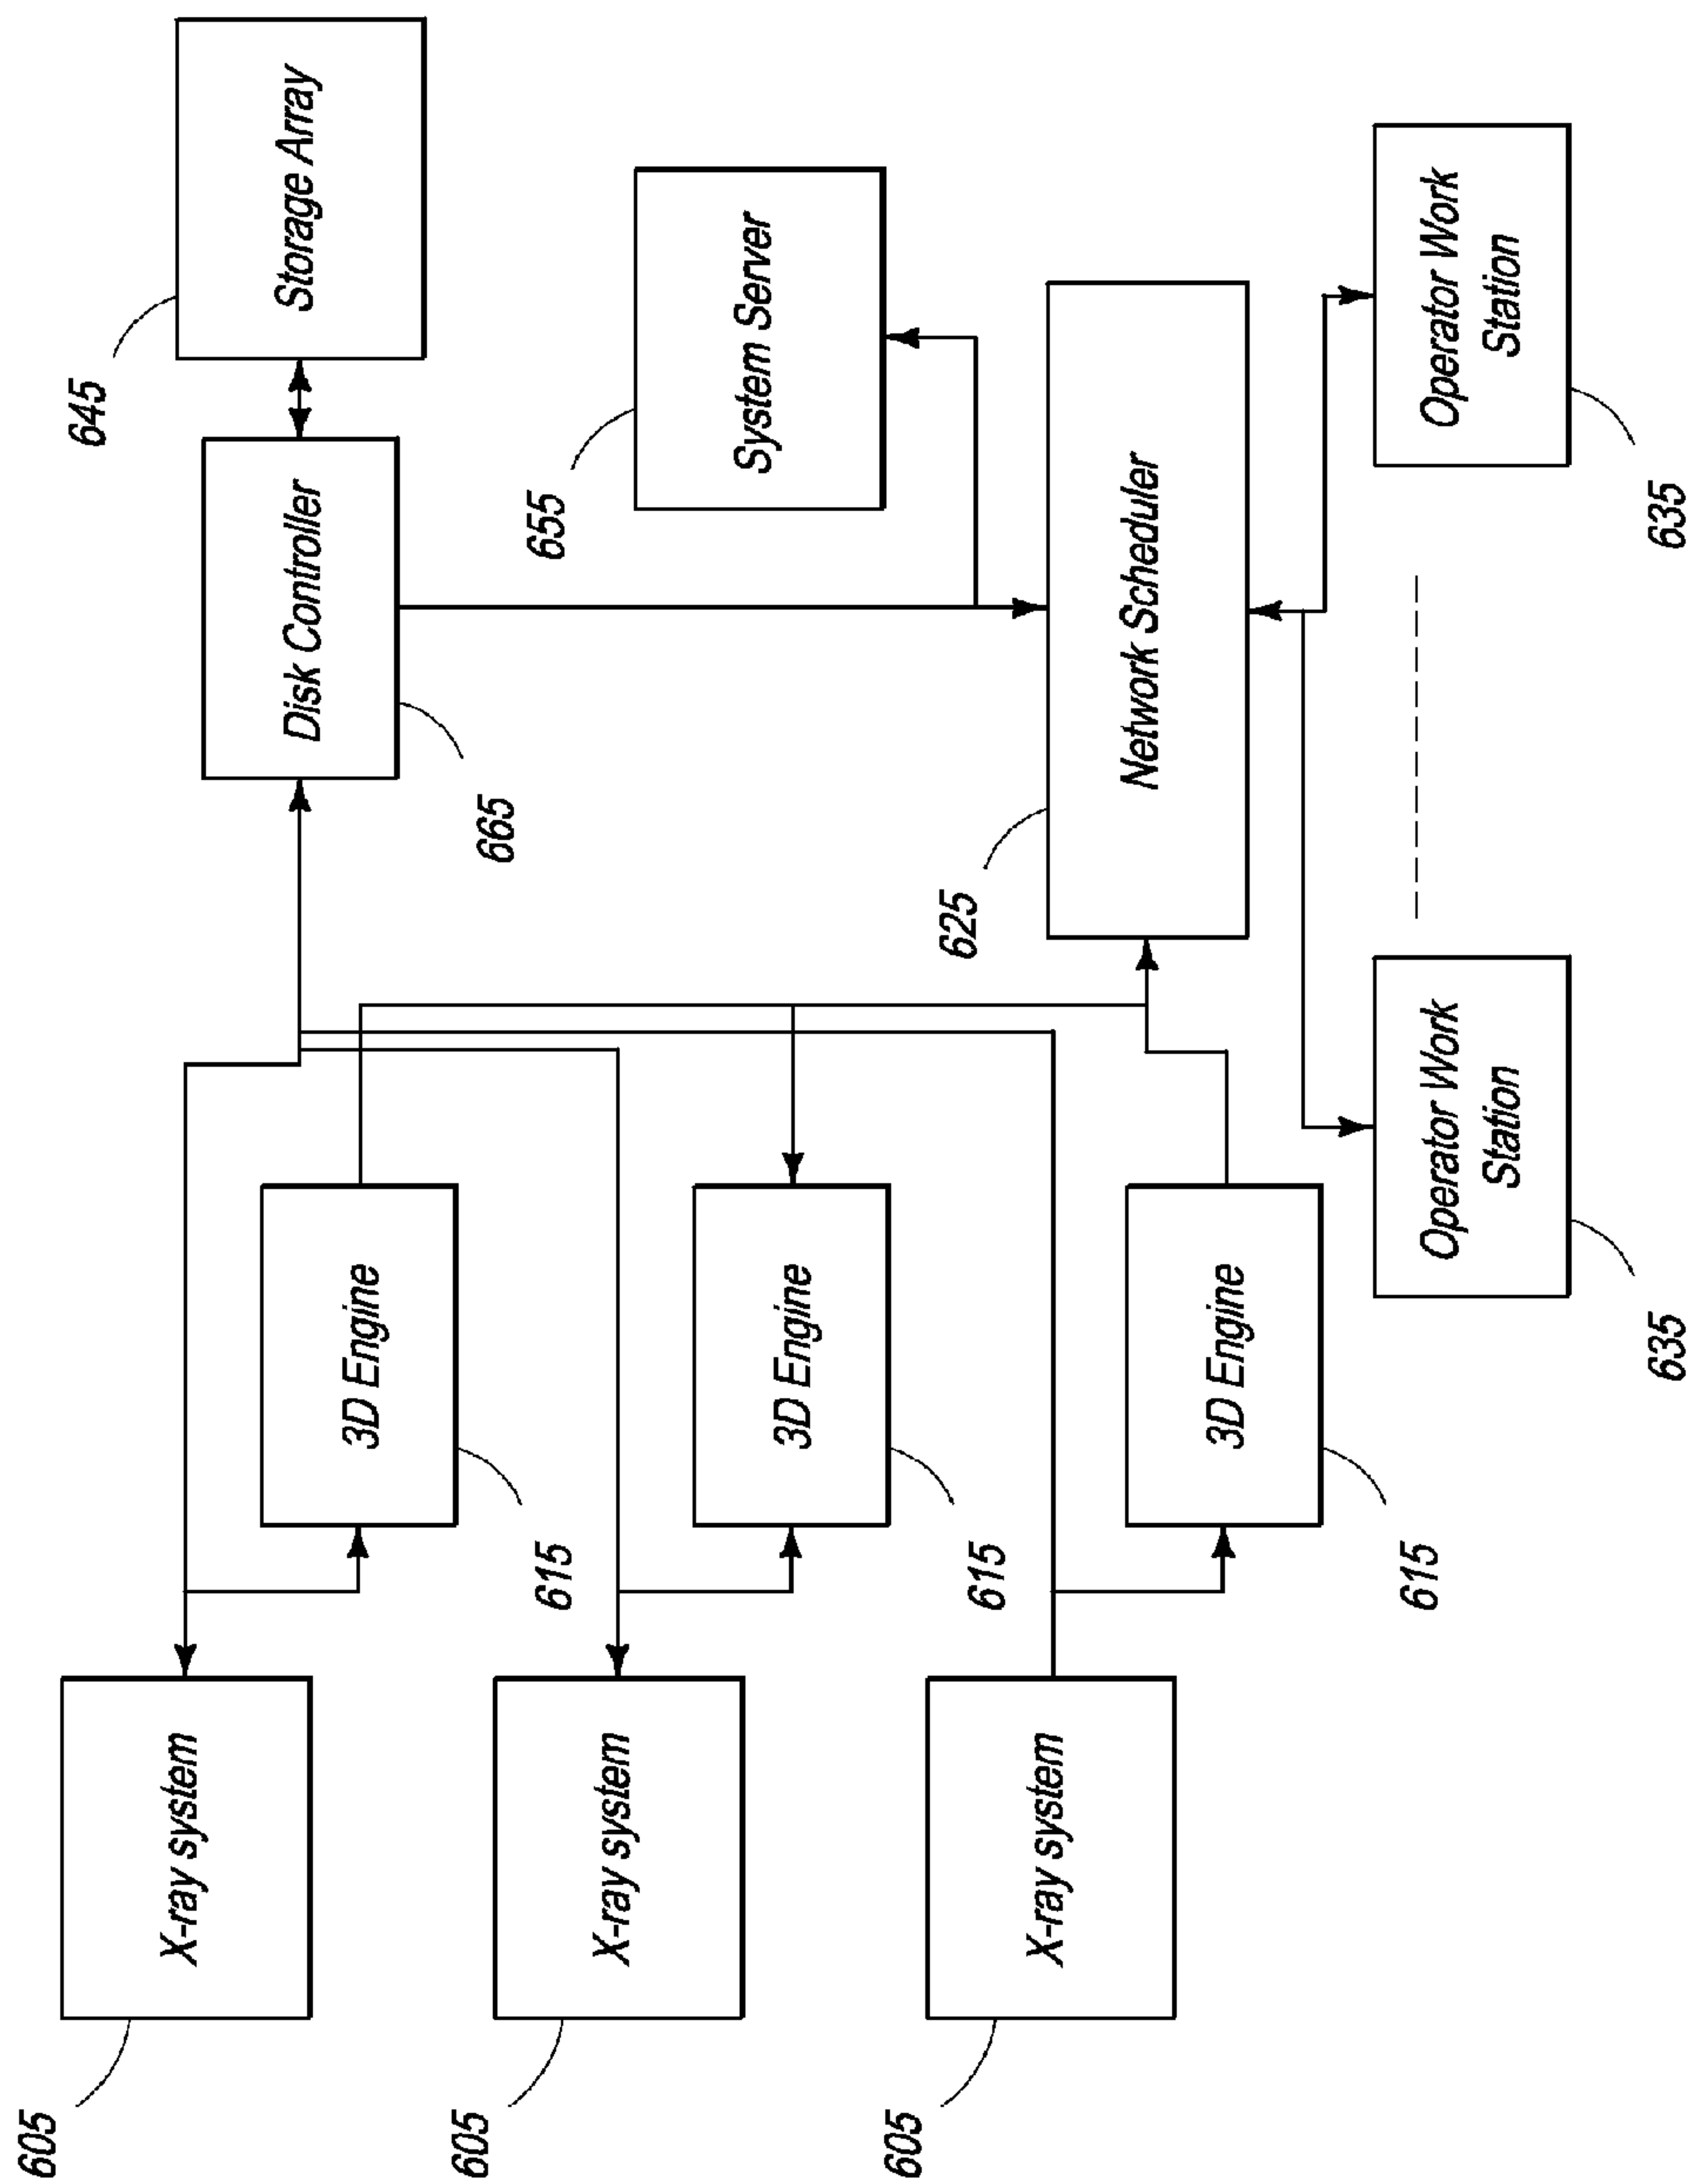 X-ray system
605
X-ray system
605
X-ray system
605
3D Engine
615
3D Engine
615
3D Engine
615
Disk Controller
665
Storage Array
645
System Server
655
Network Scheduler
625
Operator Work
Station
635
Operator Work
Station
635